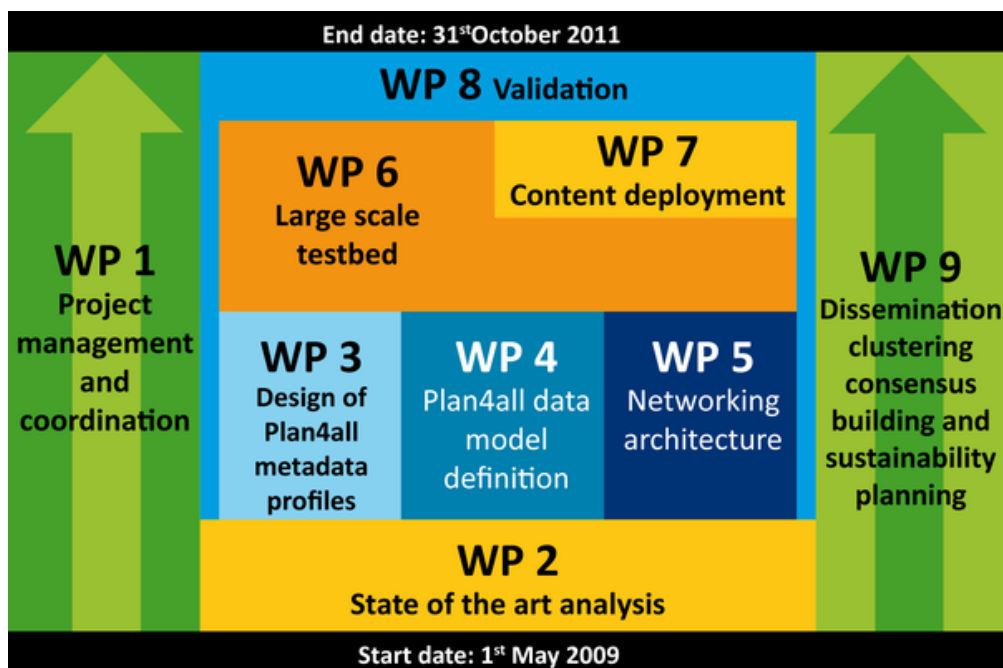 End date: 31stOctober 2011
WP 8 Validation
WP 6
Large scale
testbed
WP 7
Content deployment
WP 1
Project
management
and
coordination
WP 9
Dissemination
clustering
consensus
building and
sustainability
planning
WP 3
Design of
Plan4all
metadata
profiles
WP 4
Plan4all data
model
definition
WP 5
Networking
architecture
WP 2
State of the art analysis
Start date: 1st May 2009